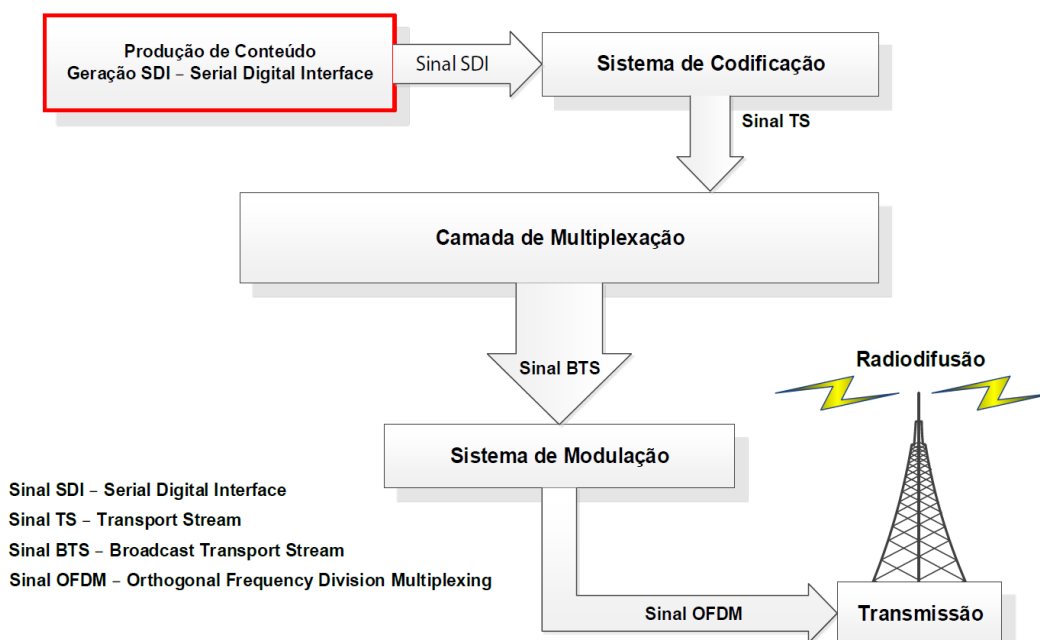 Produção de Conteúdo
Geração SDI – Serial Digital Interface
Sinal SDI
Sistema de Codificação
Sinal TS
Camada de Multiplexação
Sinal BTS
Radiodifusão
Sistema de Modulação
Sinal SDI – Serial Digital Interface
Sinal TS – Transport Stream
Sinal BTS – Broadcast Transport Stream
Sinal OFDM – Orthogonal Frequency Division Multiplexing
Sinal OFDM
Transmissão